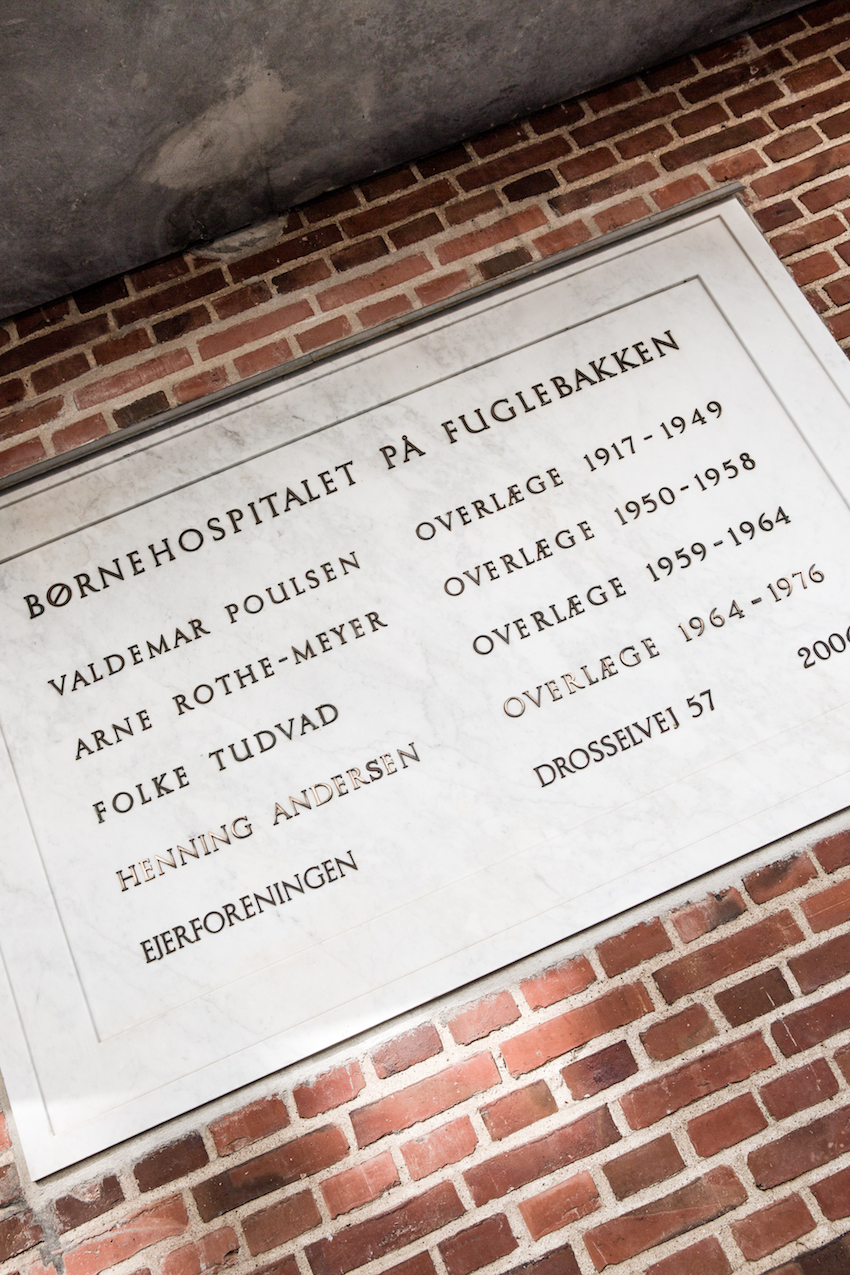 BØRNEHOSPITALET PÅ FUGLEBAKKEN
VALDEMAR POULSEN OVERLÆGE 1917-1949
ARNE ROTHE-MEYER OVERLÆGE 1950-1958
FOLKE TUDVAD OVERLÆGE 1959-1964
HENNING ANDERSEN OVERLÆGE 1964-1976
EJERFORENINGEN DROSSELVEJ 57 2006